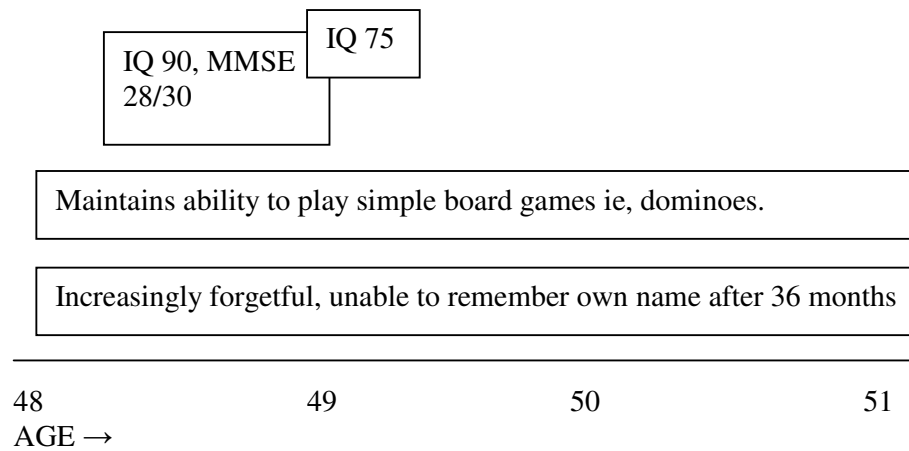 IQ 75
IQ 90, MMSE
28/30
Maintains ability to play simple board games ie, dominoes.
Increasingly forgetful, unable to remember own name after 36 months
48 49 50 51
AGE →